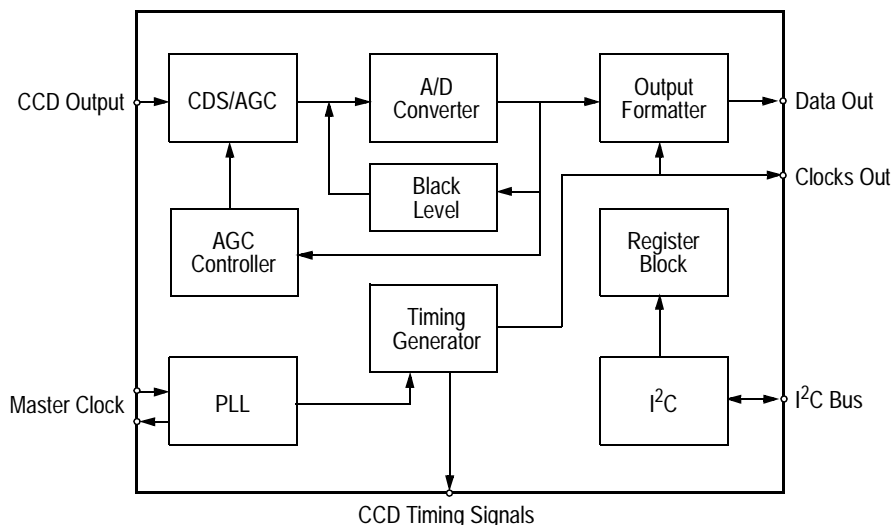 CCD Output
CDS/AGC
A/D
Converter
Output
Formatter
Data Out
Clocks Out
Black
Level
AGC
Controller
Register
Block
Timing
Generator
Master Clock
PLL
I²C
I²C Bus
CCD Timing Signals